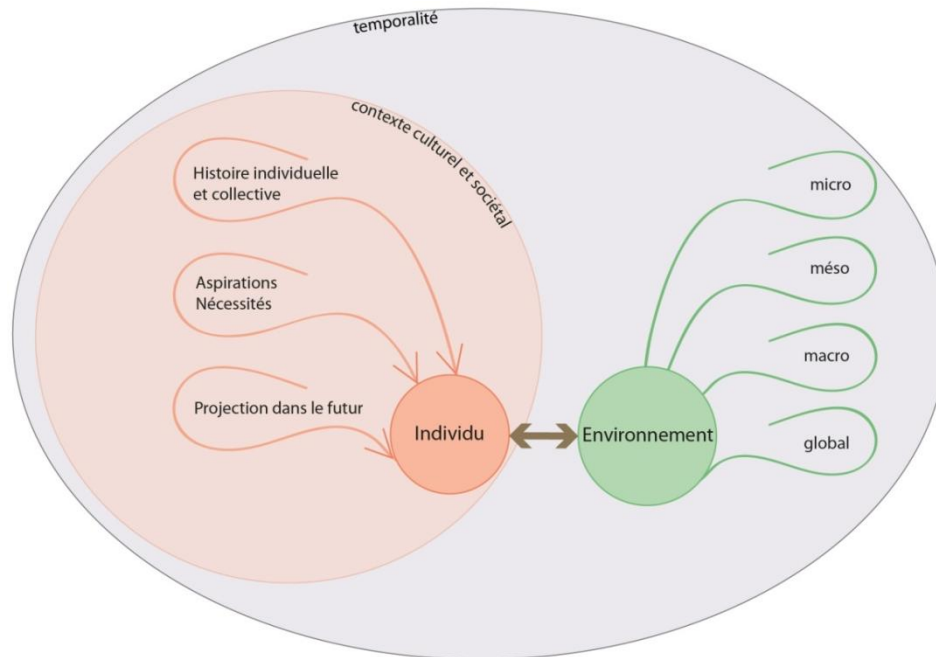 temporalité
contexte culturel et sociétal
Histoire individuelle
et collective
Aspirations
Nécessités
Projection dans le futur
Individu
Environnement
micro
méso
macro
global